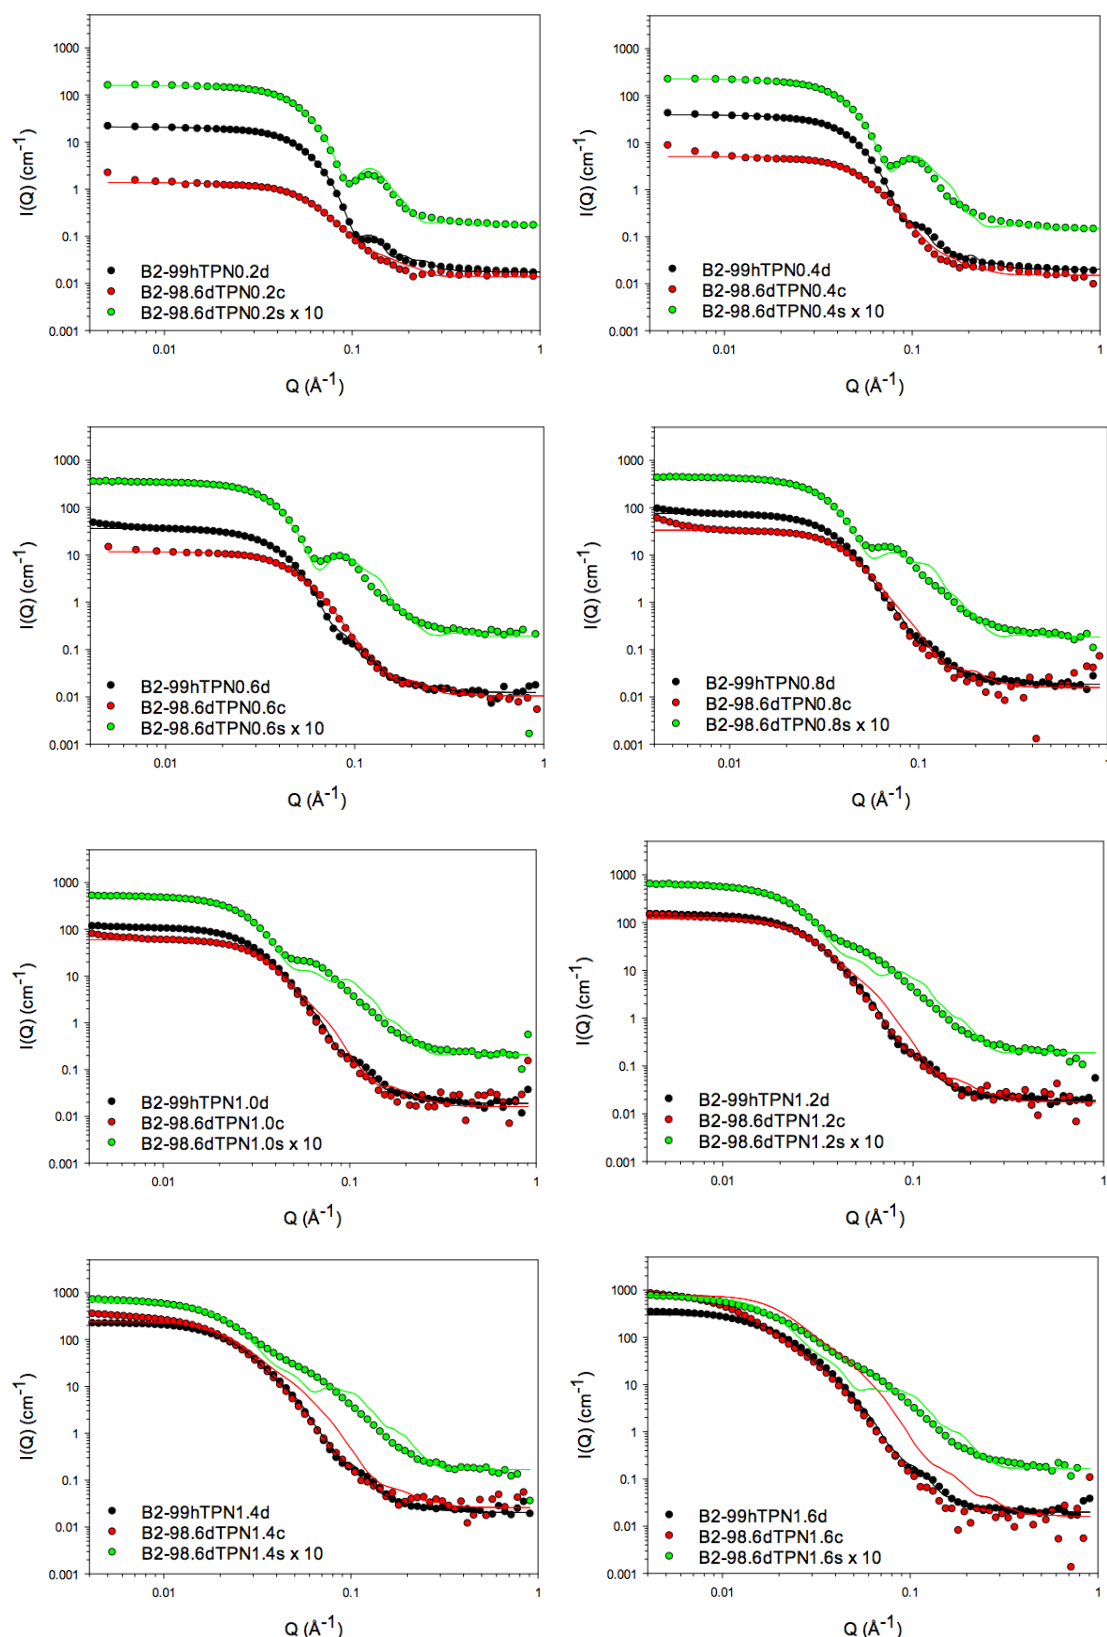 1000
1000
100
100
10
10
I(Q) (cm-1)
I(Q) (cm-1)
1
1
0.1
0.1
B2-99hTPN0.2d
B2-99hTPN0.4d
0.01
B2-98.6dTPN0.2c
0.01
B2-98.6dTPN0.4c
B2-98.6dTPN0.2s x 10
B2-98.6dTPN0.4s x 10
0.001
0.001
0.01
0.1
1
0.01
0.1
1
Q (Å-1)
Q (Å-1)
1000
1000
100
100
10
10
I(Q) (cm-1)
I(Q) (cm-1)
1
1
0.1
0.1
B2-99hTPN0.6d
B2-99hTPN0.8d
0.01
B2-98.6dTPN0.6c
0.01
B2-98.6dTPN0.8c
B2-98.6dTPN0.6s x 10
B2-98.6dTPN0.8s x 10
0.001
0.001
0.01
0.1
1
0.01
0.1
1
Q (Å-1)
Q (Å-1)
1000
1000
100
100
10
10
I(Q) (cm-1)
I(Q) (cm-1)
1
1
0.1
0.1
B2-99hTPN1.0d
B2-99hTPN1.2d
0.01
B2-98.6dTPN1.0c
0.01
B2-98.6dTPN1.2c
B2-98.6dTPN1.0s x 10
B2-98.6dTPN1.2s x 10
0.001
0.001
0.01
0.1
1
0.01
0.1
1
Q (Å-1)
Q (Å-1)
1000
1000
100
100
10
10
I(Q) (cm-1)
I(Q) (cm-1)
1
1
0.1
0.1
B2-99hTPN1.4d
B2-99hTPN1.6d
0.01
B2-98.6dTPN1.4c
0.01
B2-98.6dTPN1.6c
B2-98.6dTPN1.4s x 10
B2-98.6dTPN1.6s x 10
0.001
0.001
0.01
0.1
1
0.01
0.1
1
Q (Å-1)
Q (Å-1)